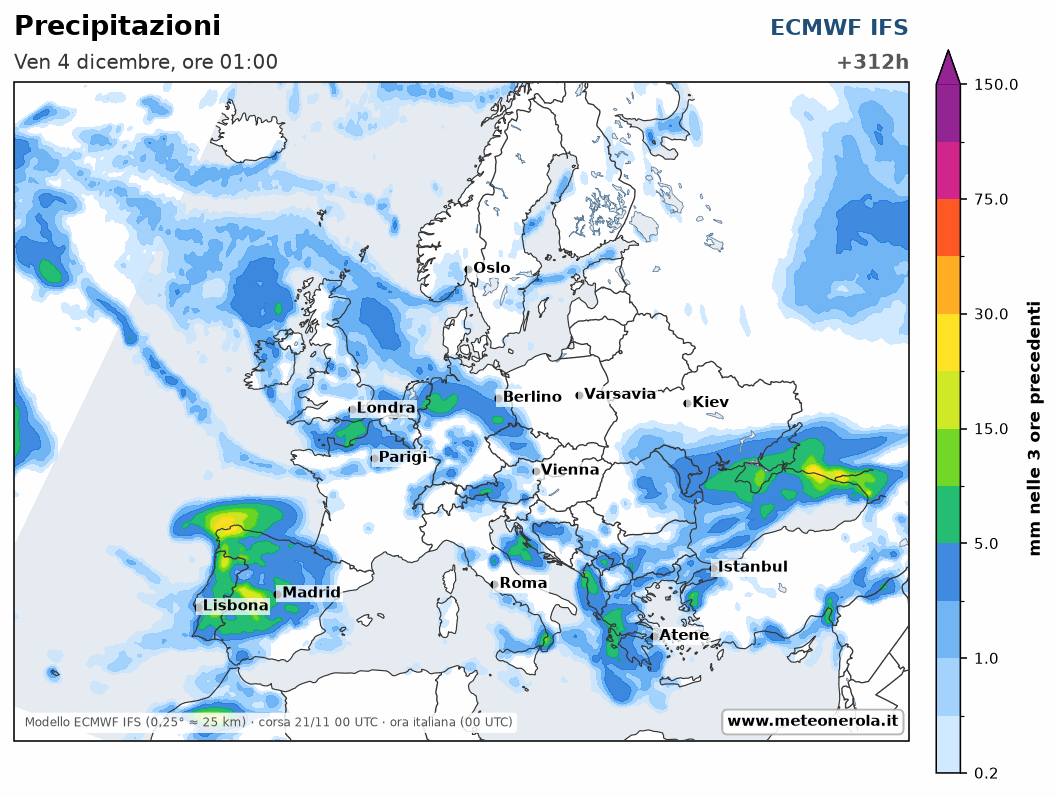 Precipitazioni
ECMWF IFS
Ven 4 dicembre, ore 01:00
+312h
150.0
75.0
30.0
15.0
5.0
1.0
0.2
mm nelle 3 ore precedenti
Oslo
Berlino
Varsavia
Kiev
Londra
Parigi
Vienna
Istanbul
Roma
Madrid
Lisbona
Atene
Modello ECMWF IFS (0,25° ≈ 25 km) · corsa 21/11 00 UTC · ora italiana (00 UTC)
www.meteonerola.it